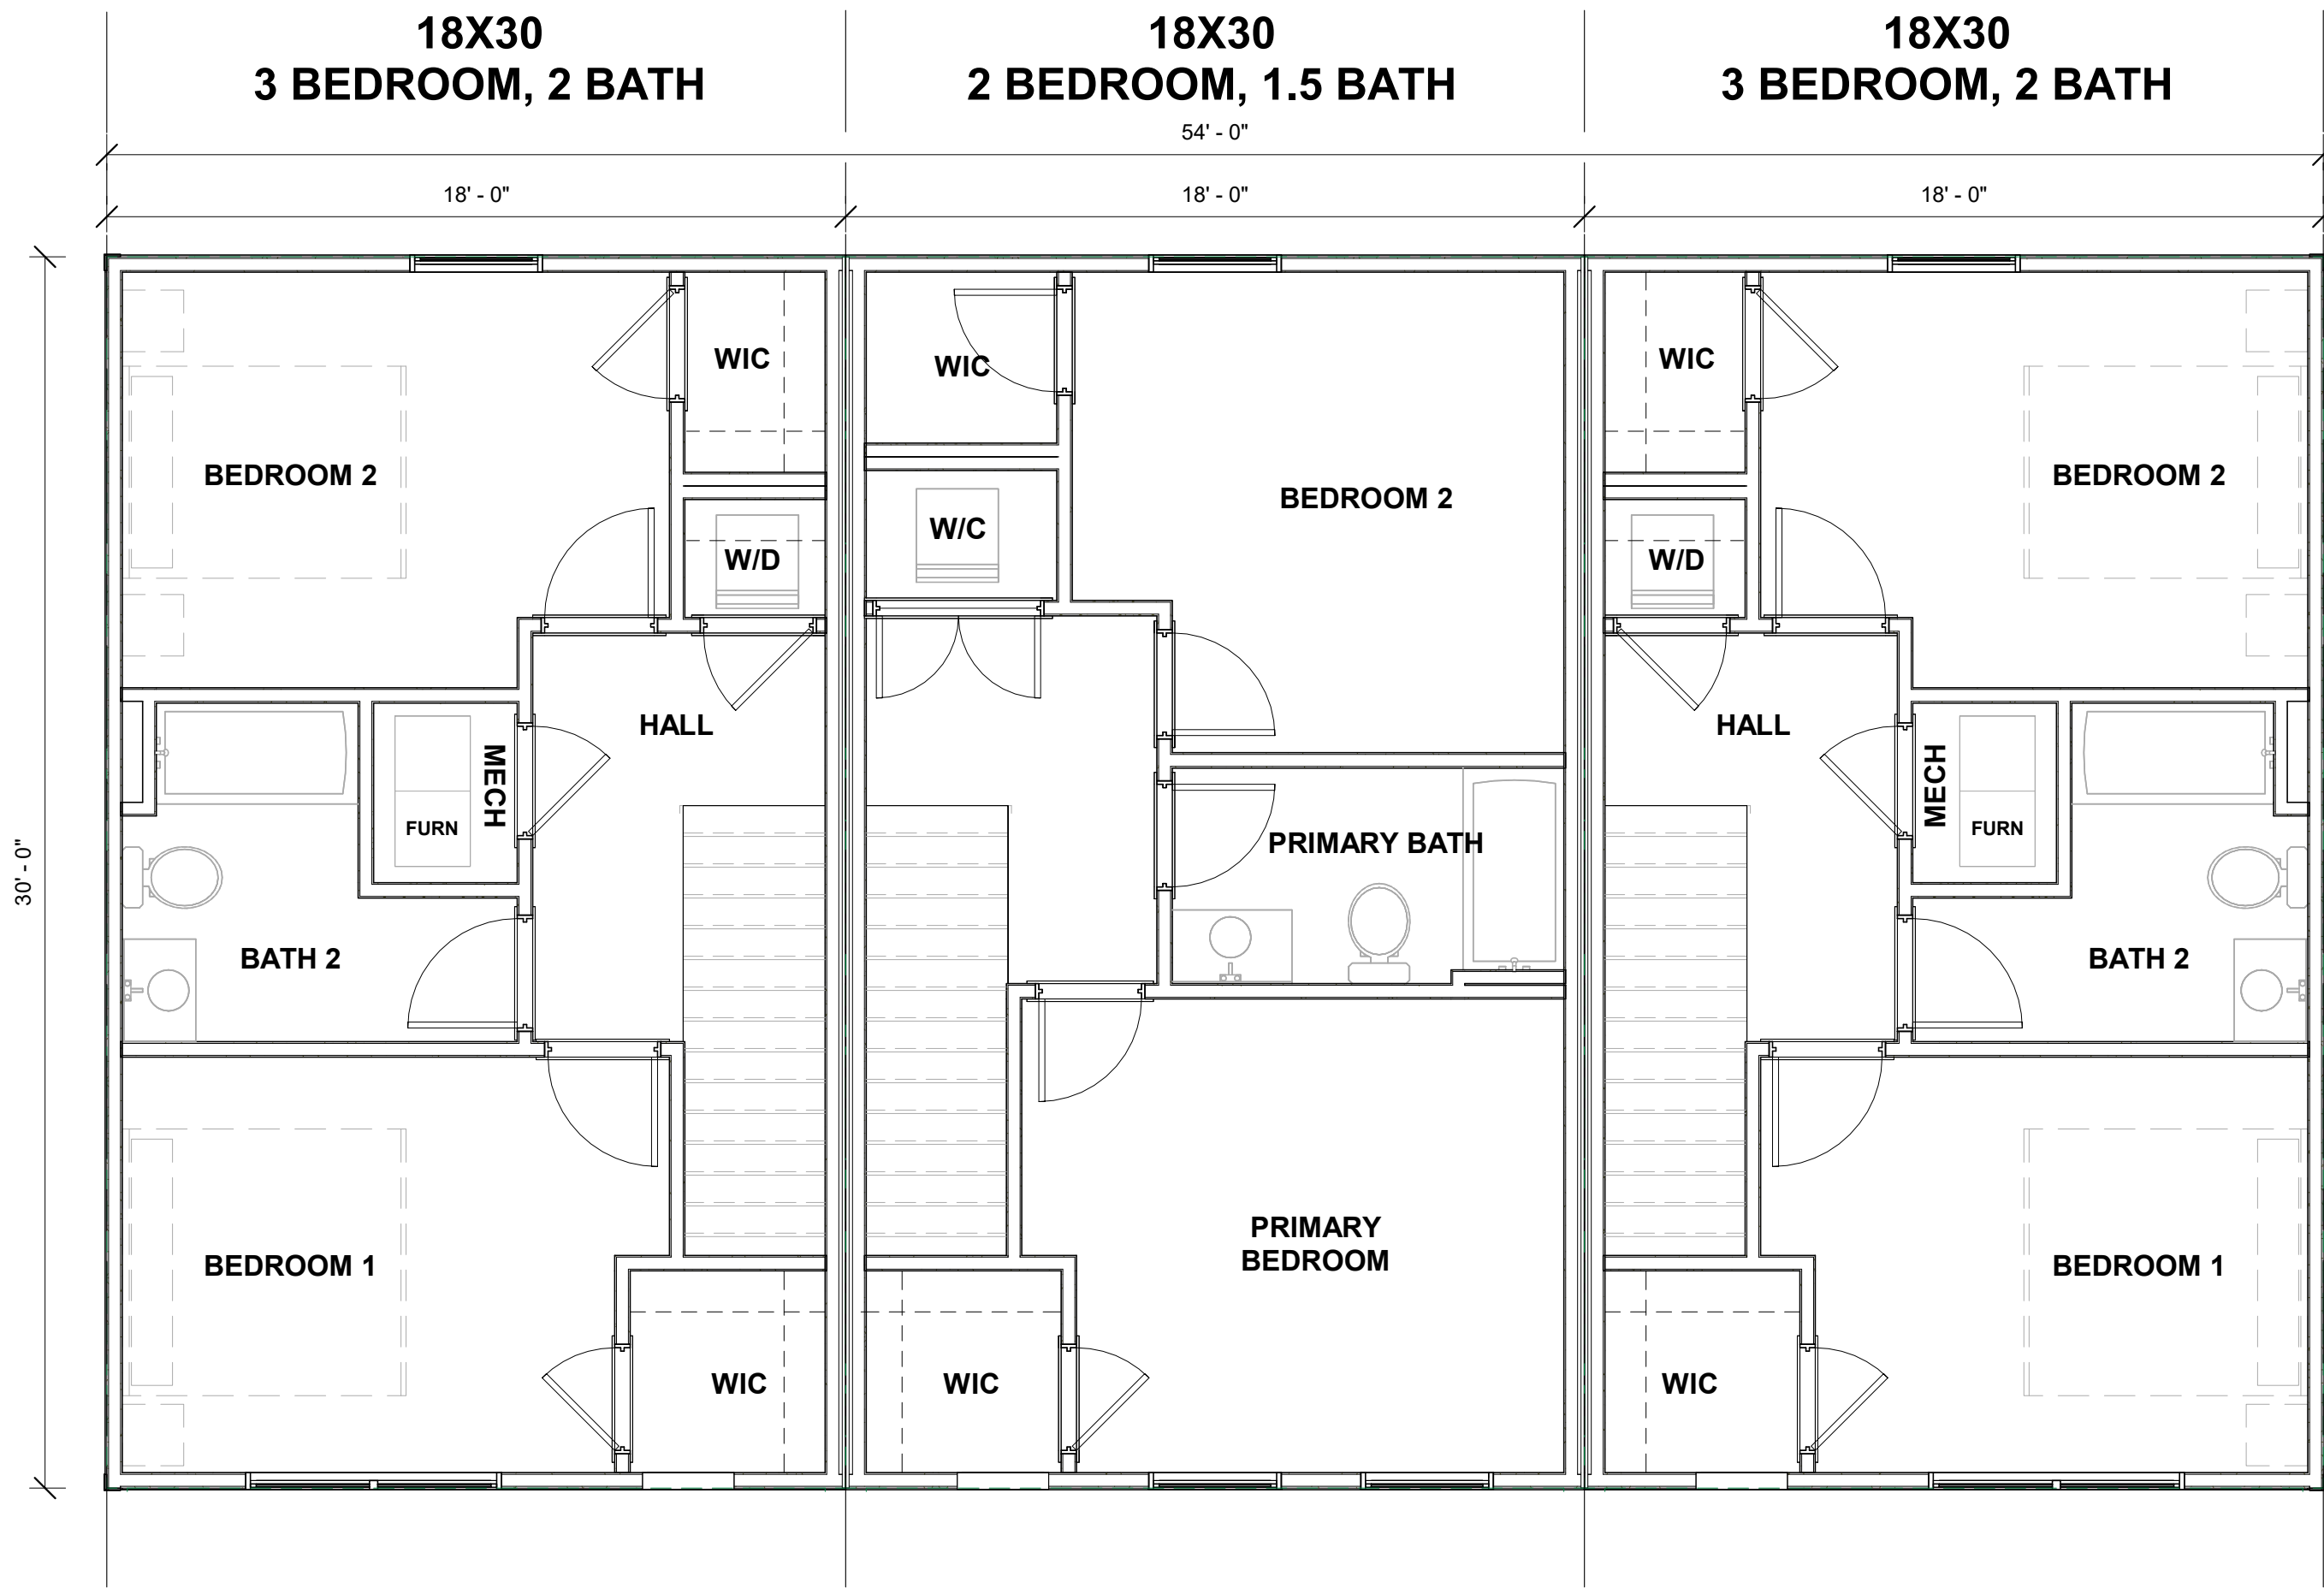 18X30
3 BEDROOM, 2 BATH
18X30
2 BEDROOM, 1.5 BATH
18X30
3 BEDROOM, 2 BATH
54' - 0"
18' - 0"
18' - 0"
18' - 0"
30' - 0"
WIC
BEDROOM 2
W/D
HALL
MECH
FURN
BATH 2
BEDROOM 1
WIC
WIC
BEDROOM 2
W/C
PRIMARY BATH
PRIMARY
BEDROOM
WIC
WIC
BEDROOM 2
W/D
HALL
MECH
FURN
BATH 2
BEDROOM 1
WIC